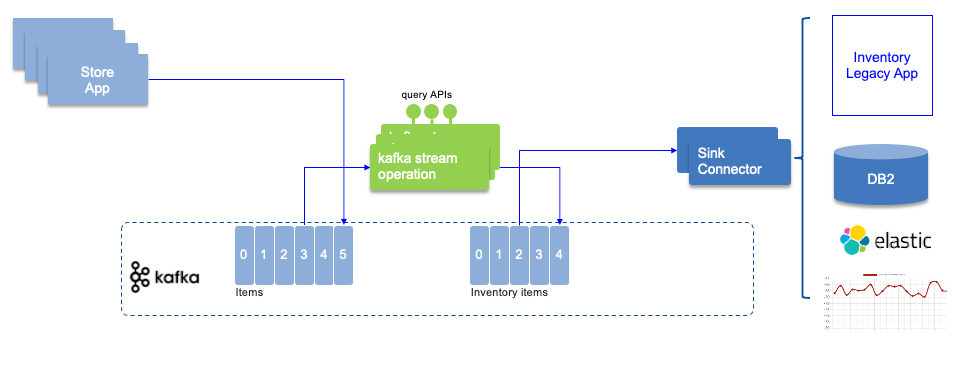 Store
App
query APIs
kafka stream
operation
Sink
Connector
Inventory
Legacy App
DB2
elastic
kafka
0 1 2 3 4 5
Items
0 1 2 3 4
Inventory items